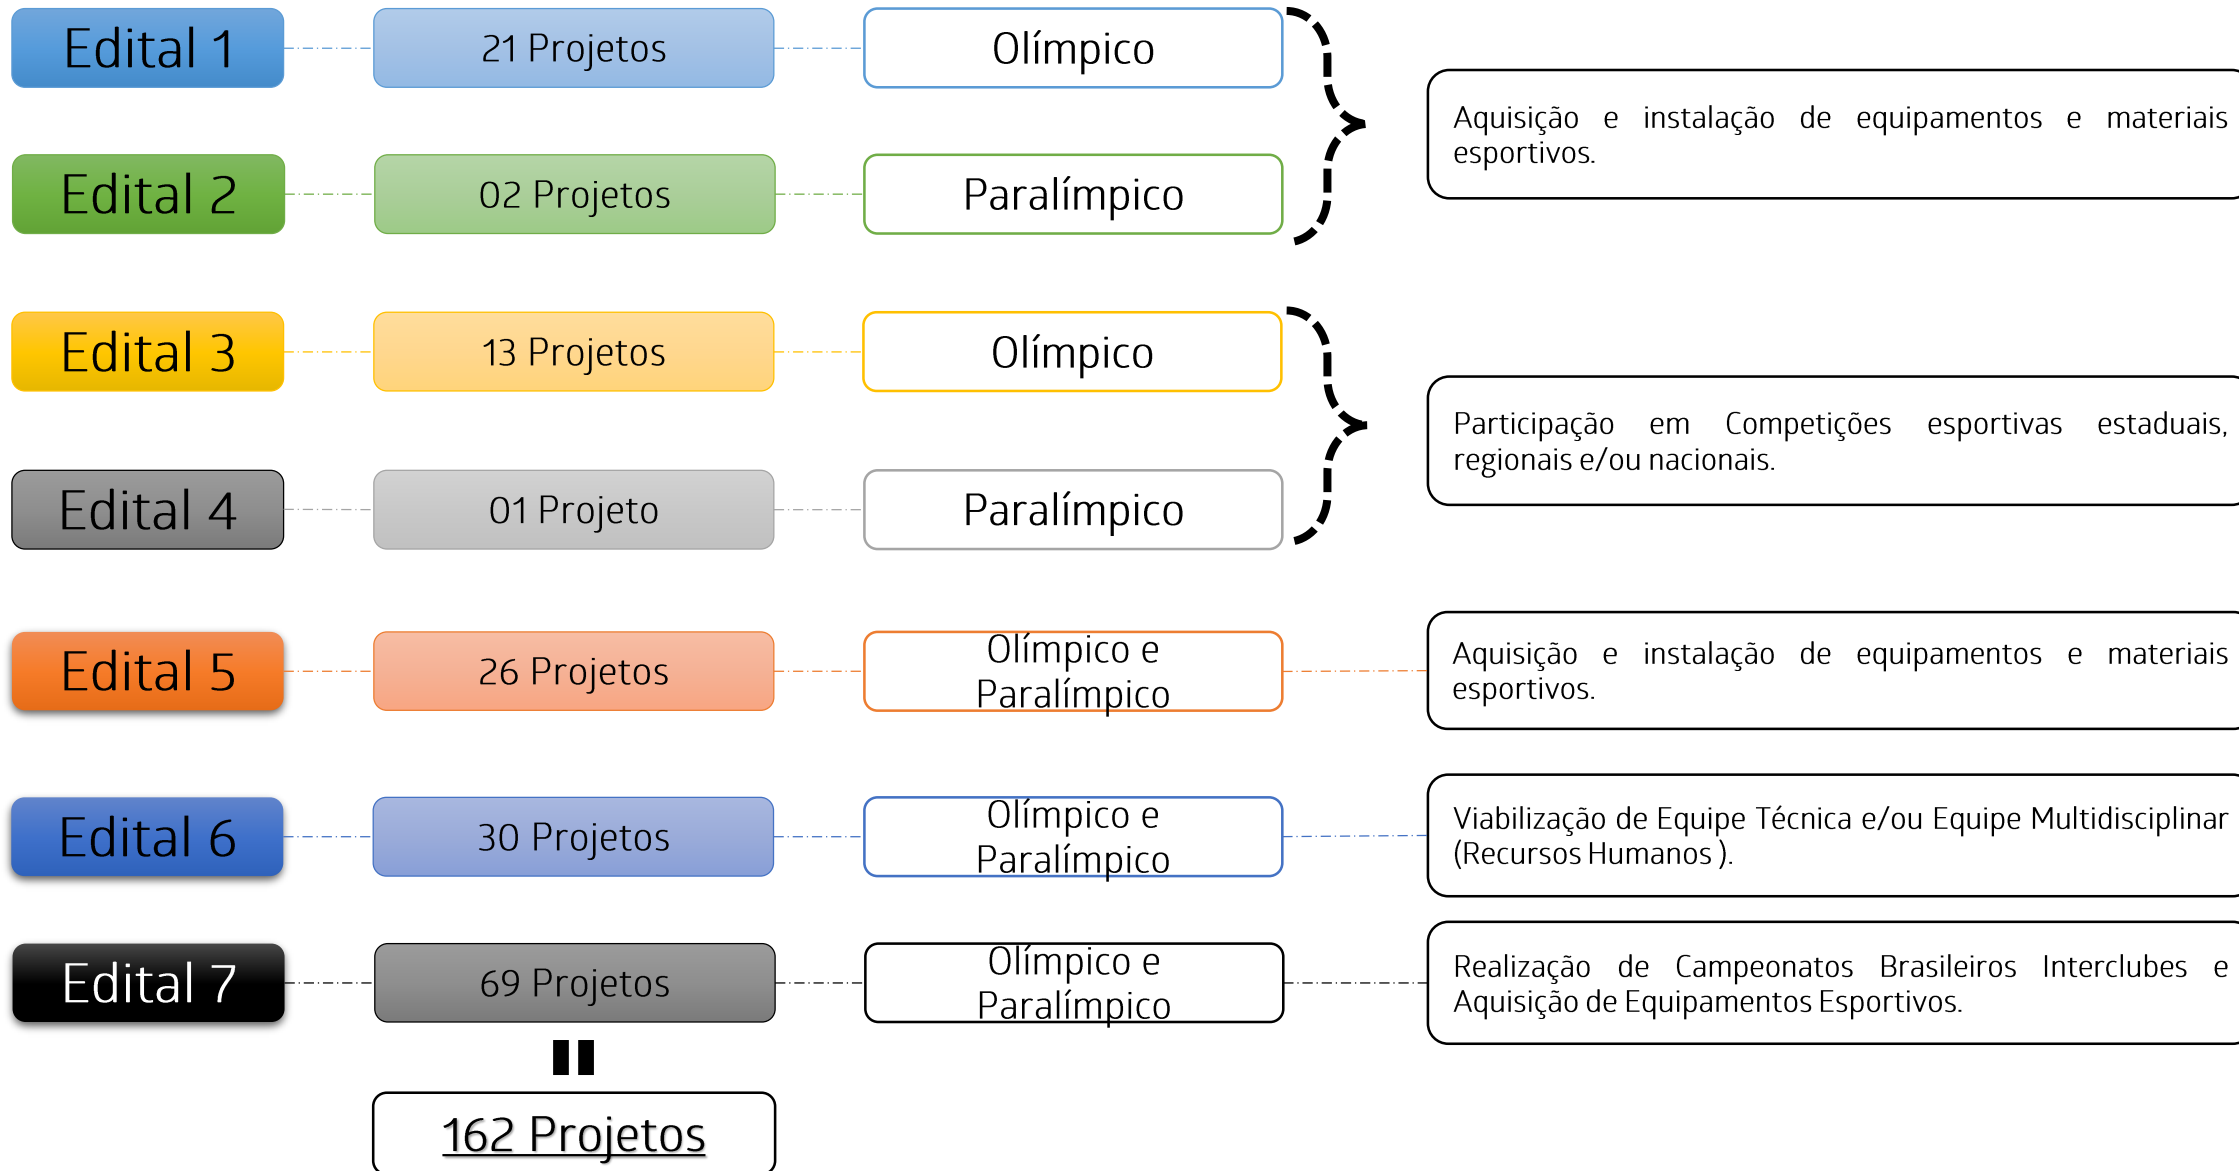 Edital 1
21 Projetos
Olímpico
Aquisição e instalação de equipamentos e materiais
esportivos.
Edital 2
02 Projetos
Paralímpico
Edital 3
13 Projetos
Olímpico
Participação em Competições esportivas estaduais,
regionais e/ou nacionais.
Edital 4
01 Projeto
Paralímpico
Edital 5
26 Projetos
Olímpico e
Paralímpico
Aquisição e instalação de equipamentos e materiais
esportivos.
Edital 6
30 Projetos
Olímpico e
Paralímpico
Viabilização de Equipe Técnica e/ou Equipe Multidisciplinar
(Recursos Humanos ).
Edital 7
69 Projetos
Olímpico e
Paralímpico
Realização de Campeonatos Brasileiros Interclubes e
Aquisição de Equipamentos Esportivos.
162 Projetos